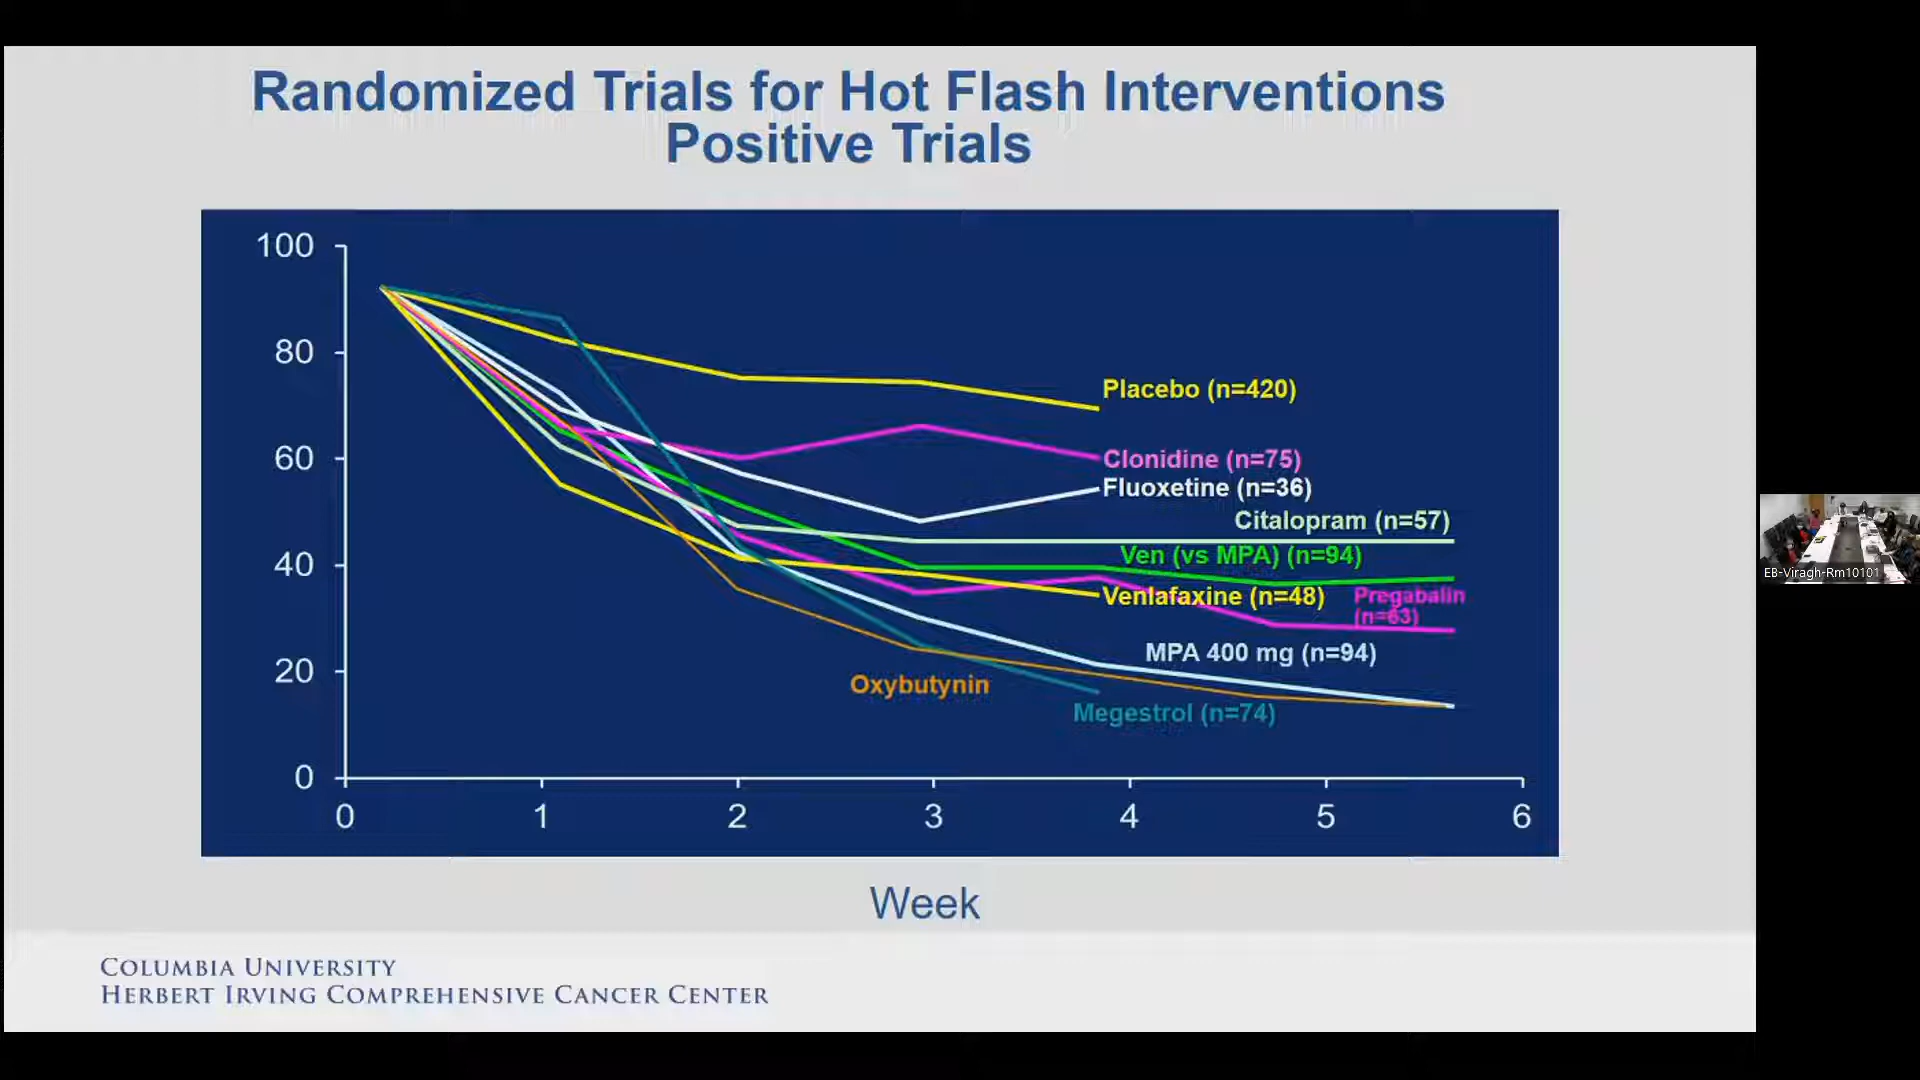 Randomized Trials for Hot Flash Interventions
Positive Trials
100
80
60
40
20
0
0 1 2 3 4 5 6
Placebo (n=420)
Clonidine (n=75)
Fluoxetine (n=36)
Citalopram (n=57)
Ven (vs MPA) (n=94)
Venlafaxine (n=48)
Pregabalin
(n=63)
MPA 400 mg (n=94)
Oxybutynin
Megestrol (n=74)
Week
COLUMBIA UNIVERSITY
HERBERT IRVING COMPREHENSIVE CANCER CENTER
EB-Viragh-Rm10101